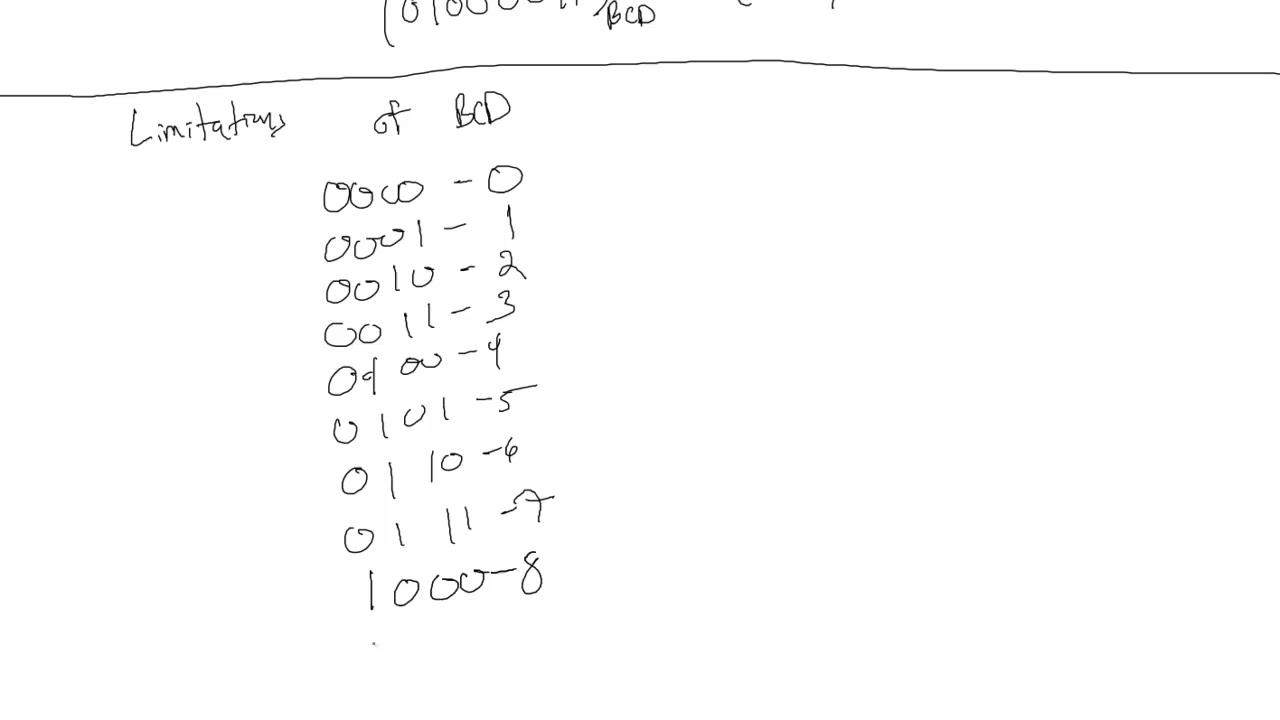 BCD
Limitations of BCD
0000 - 0
0001 - 1
0010 - 2
0011 - 3
0100 - 4
0101 - 5
0110 - 6
0111 - 7
1000 - 8